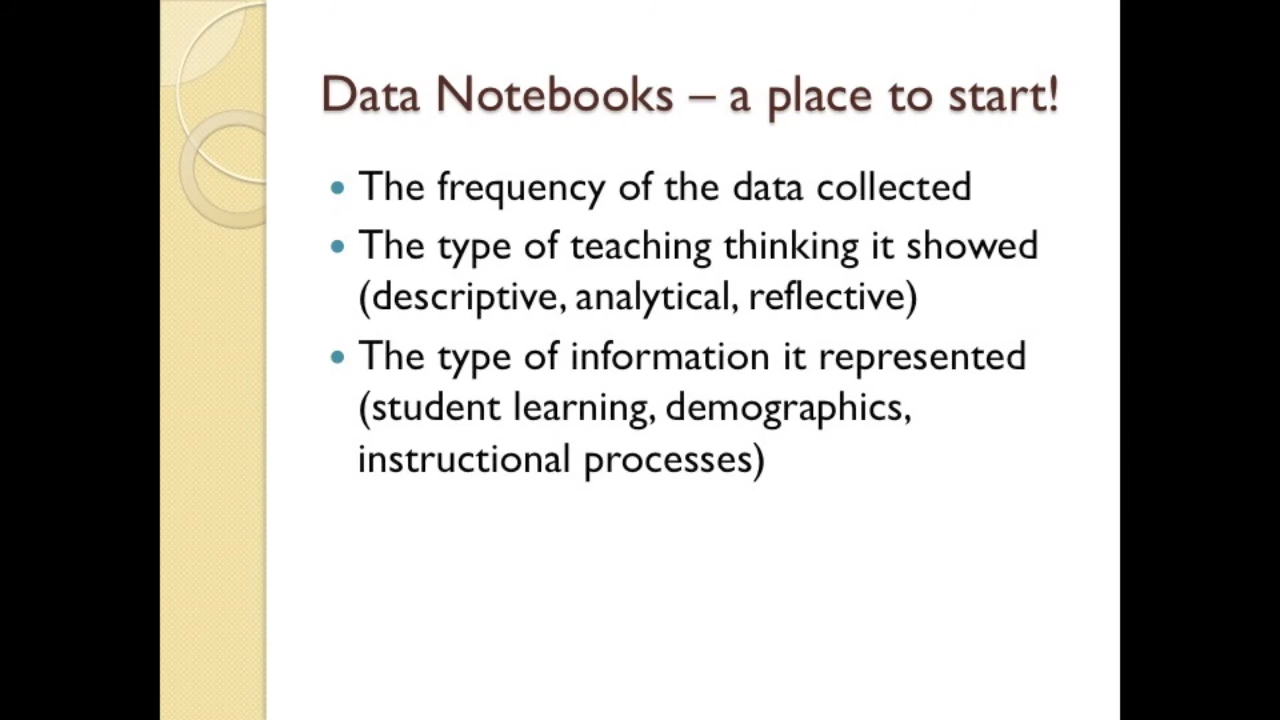 Data Notebooks – a place to start!
• The frequency of the data collected
• The type of teaching thinking it showed
(descriptive, analytical, reflective)
• The type of information it represented
(student learning, demographics,
instructional processes)